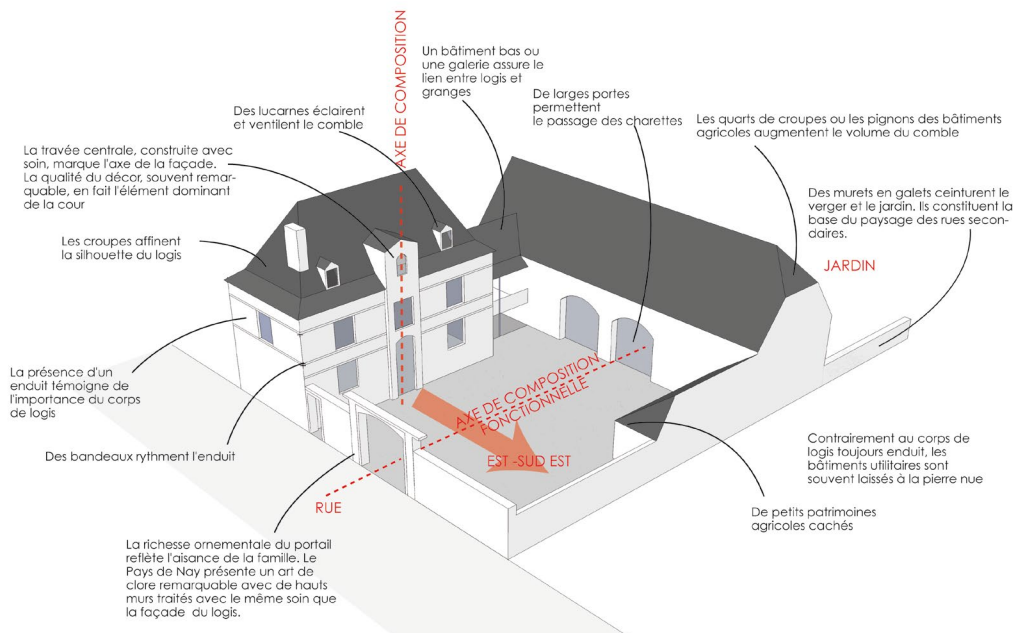 AXE DE COMPOSITION
Un bâtiment bas ou
une galerie assure le
lien entre logis et
granges
De larges portes
permettent
le passage des charettes
Des lucarnes éclairent
et ventilent le comble
Les quarts de croupes ou les pignons des bâtiments
agricoles augmentent le volume du comble
La travée centrale, construite avec
soin, marque l'axe de la façade.
La qualité du décor, souvent remar-
quable, en fait l'élément dominant
de la cour
Des murets en galets ceinturent le
verger et le jardin. Ils constituent la
base du paysage des rues secon-
daires.
Les croupes affinent
la silhouette du logis
JARDIN
La présence d'un
enduit témoigne de
l'importance du corps
de logis
AXE DE COMPOSITION
FONCTIONNELLE
EST -SUD EST
Des bandeaux rythment l'enduit
Contrairement au corps de
logis toujours enduit, les
bâtiments utilitaires sont
souvent laissés à la pierre nue
RUE
De petits patrimoines
agricoles cachés
La richesse ornementale du portail
reflète l'aisance de la famille. Le
Pays de Nay présente un art de
clore remarquable avec de hauts
murs traités avec le même soin que
la façade  du logis.